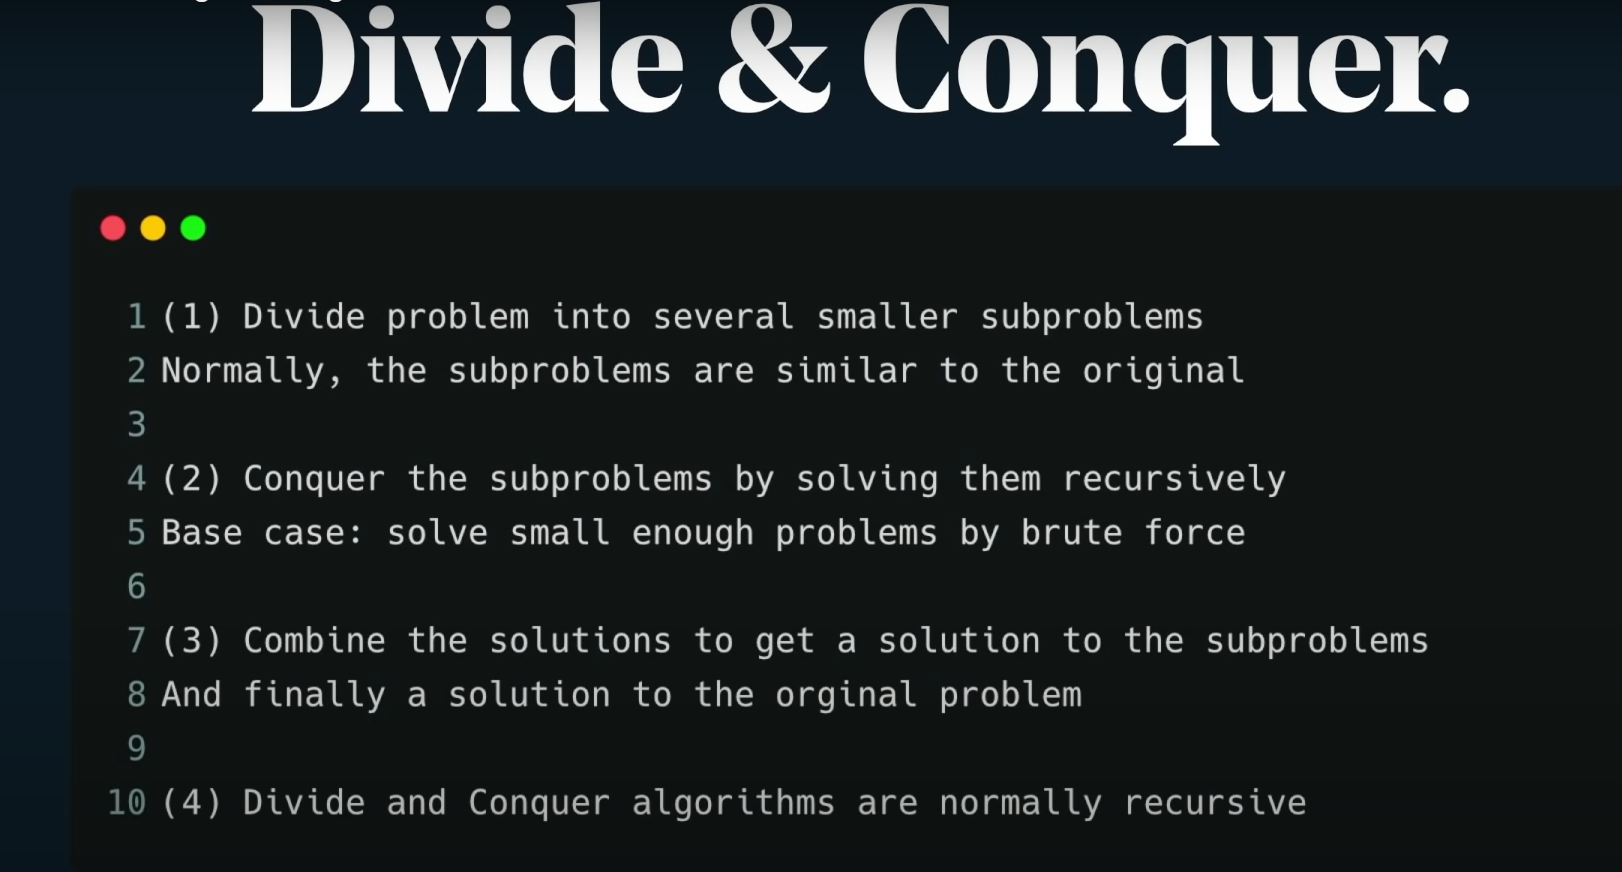 Divide & Conquer.
1 (1) Divide problem into several smaller subproblems
2 Normally, the subproblems are similar to the original
3
4 (2) Conquer the subproblems by solving them recursively
5 Base case: solve small enough problems by brute force
6
7 (3) Combine the solutions to get a solution to the subproblems
8 And finally a solution to the orginal problem
9
10 (4) Divide and Conquer algorithms are normally recursive